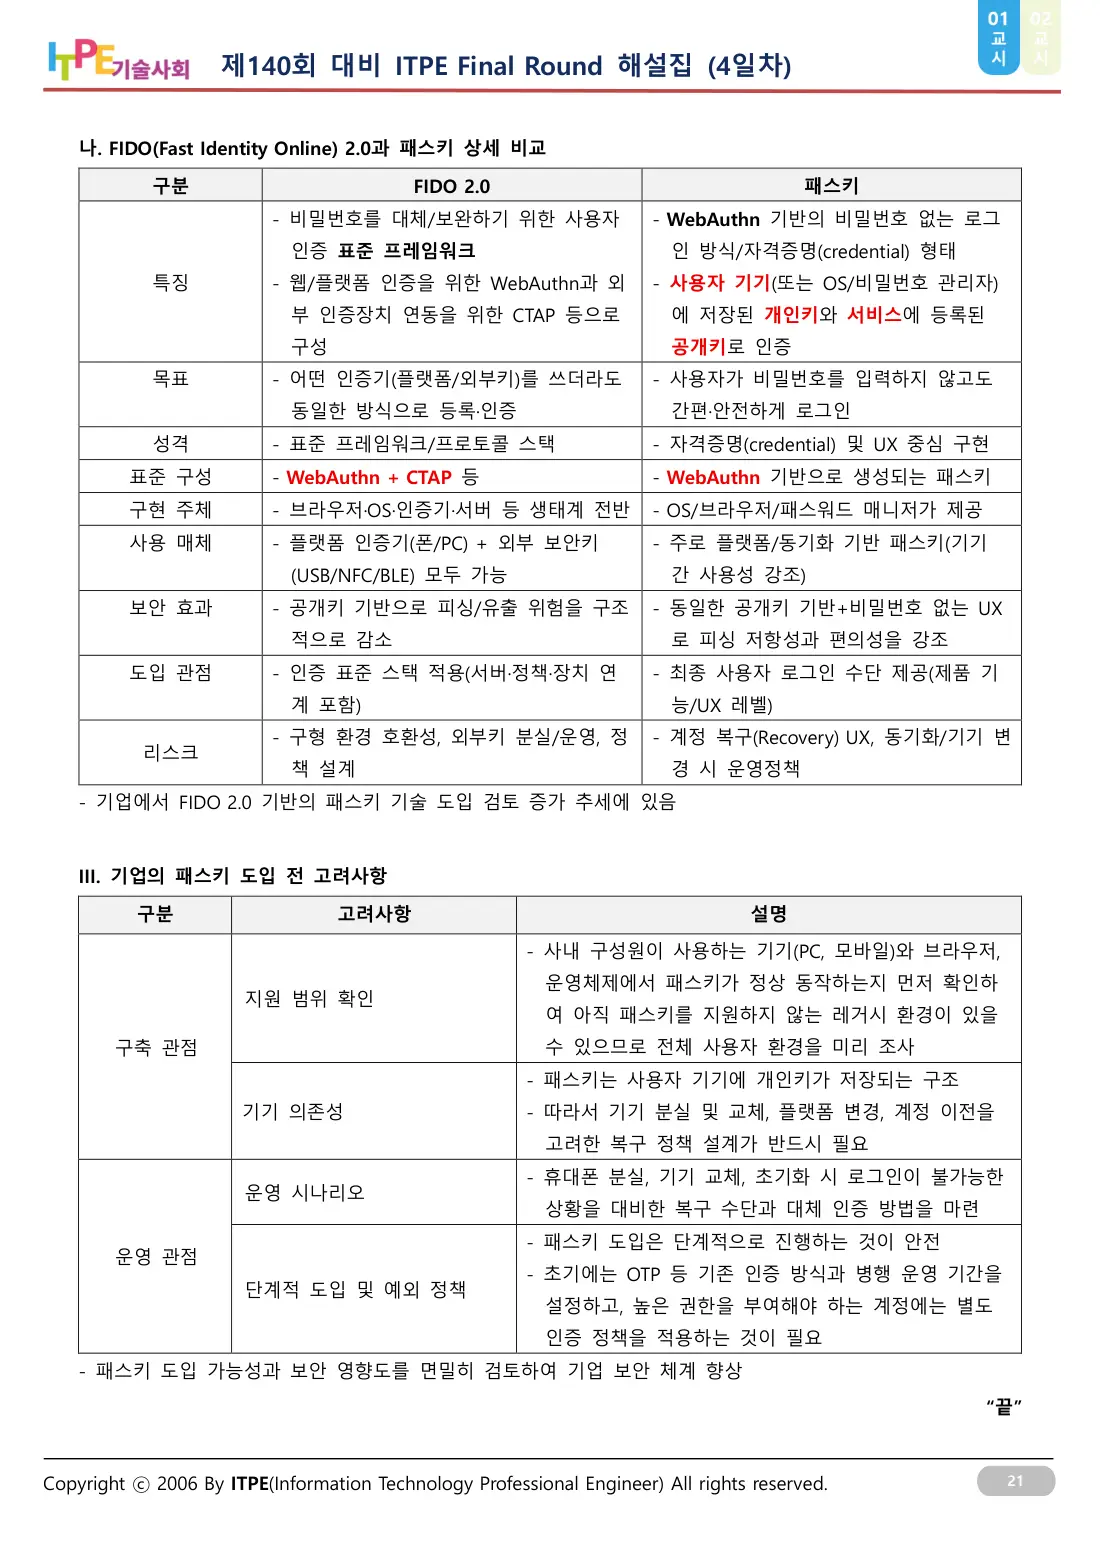 01
교
시
02
교
시
ITPE기술사회
제140회 대비 ITPE Final Round 해설집 (4일차)
나. FIDO(Fast Identity Online) 2.0과 패스키 상세 비교
구분 FIDO 2.0 패스키
특징
- 비밀번호를 대체/보완하기 위한 사용자
인증 표준 프레임워크
- 웹/플랫폼 인증을 위한 WebAuthn과 외
부 인증장치 연동을 위한 CTAP 등으로
구성
- WebAuthn 기반의 비밀번호 없는 로그
인 방식/자격증명(credential) 형태
- 사용자 기기(또는 OS/비밀번호 관리자)
에 저장된 개인키와 서비스에 등록된
공개키로 인증
목표
- 어떤 인증기(플랫폼/외부키)를 쓰더라도
동일한 방식으로 등록·인증
- 사용자가 비밀번호를 입력하지 않고도
간편·안전하게 로그인
성격
- 표준 프레임워크/프로토콜 스택
- 자격증명(credential) 및 UX 중심 구현
표준 구성
- WebAuthn + CTAP 등
- WebAuthn 기반으로 생성되는 패스키
구현 주체
- 브라우저·OS·인증기·서버 등 생태계 전반
- OS/브라우저/패스워드 매니저가 제공
사용 매체
- 플랫폼 인증기(폰/PC) + 외부 보안키
(USB/NFC/BLE) 모두 가능
- 주로 플랫폼/동기화 기반 패스키(기기
간 사용성 강조)
보안 효과
- 공개키 기반으로 피싱/유출 위험을 구조
적으로 감소
- 동일한 공개키 기반+비밀번호 없는 UX
로 피싱 저항성과 편의성을 강조
도입 관점
- 인증 표준 스택 적용(서버·정책·장치 연
계 포함)
- 최종 사용자 로그인 수단 제공(제품 기
능/UX 레벨)
리스크
- 구형 환경 호환성, 외부키 분실/운영, 정
책 설계
- 계정 복구(Recovery) UX, 동기화/기기 변
경 시 운영정책
- 기업에서 FIDO 2.0 기반의 패스키 기술 도입 검토 증가 추세에 있음
III. 기업의 패스키 도입 전 고려사항
구분 고려사항 설명
구축 관점
지원 범위 확인
- 사내 구성원이 사용하는 기기(PC, 모바일)와 브라우저,
운영체제에서 패스키가 정상 동작하는지 먼저 확인하
여 아직 패스키를 지원하지 않는 레거시 환경이 있을
수 있으므로 전체 사용자 환경을 미리 조사
기기 의존성
- 패스키는 사용자 기기에 개인키가 저장되는 구조
- 따라서 기기 분실 및 교체, 플랫폼 변경, 계정 이전을
고려한 복구 정책 설계가 반드시 필요
운영 관점
운영 시나리오
- 휴대폰 분실, 기기 교체, 초기화 시 로그인이 불가능한
상황을 대비한 복구 수단과 대체 인증 방법을 마련
단계적 도입 및 예외 정책
- 패스키 도입은 단계적으로 진행하는 것이 안전
- 초기에는 OTP 등 기존 인증 방식과 병행 운영 기간을
설정하고, 높은 권한을 부여해야 하는 계정에는 별도
인증 정책을 적용하는 것이 필요
- 패스키 도입 가능성과 보안 영향도를 면밀히 검토하여 기업 보안 체계 향상
“끝”
Copyright ⓒ 2006 By ITPE(Information Technology Professional Engineer) All rights reserved.
21